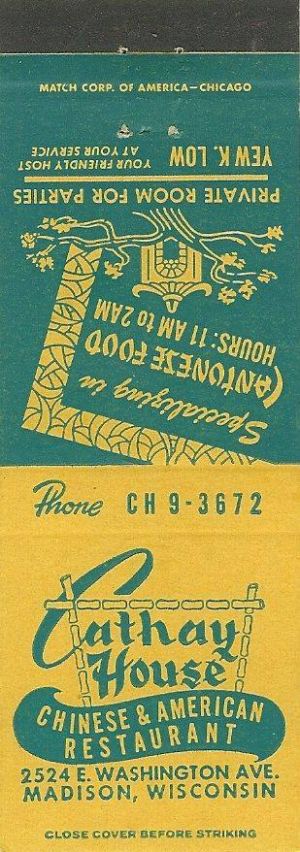 MATCH CORP. OF AMERICA—CHICAGO
Specializing in
CANTONESE FOOD
HOURS: 11 AM to 2 AM
PRIVATE ROOM FOR PARTIES
YEW K. LOW
YOUR FRIENDLY HOST
AT YOUR SERVICE
Phone CH 9-3672
Cathay
House
CHINESE & AMERICAN
RESTAURANT
2524 E. WASHINGTON AVE.
MADISON, WISCONSIN
CLOSE COVER BEFORE STRIKING